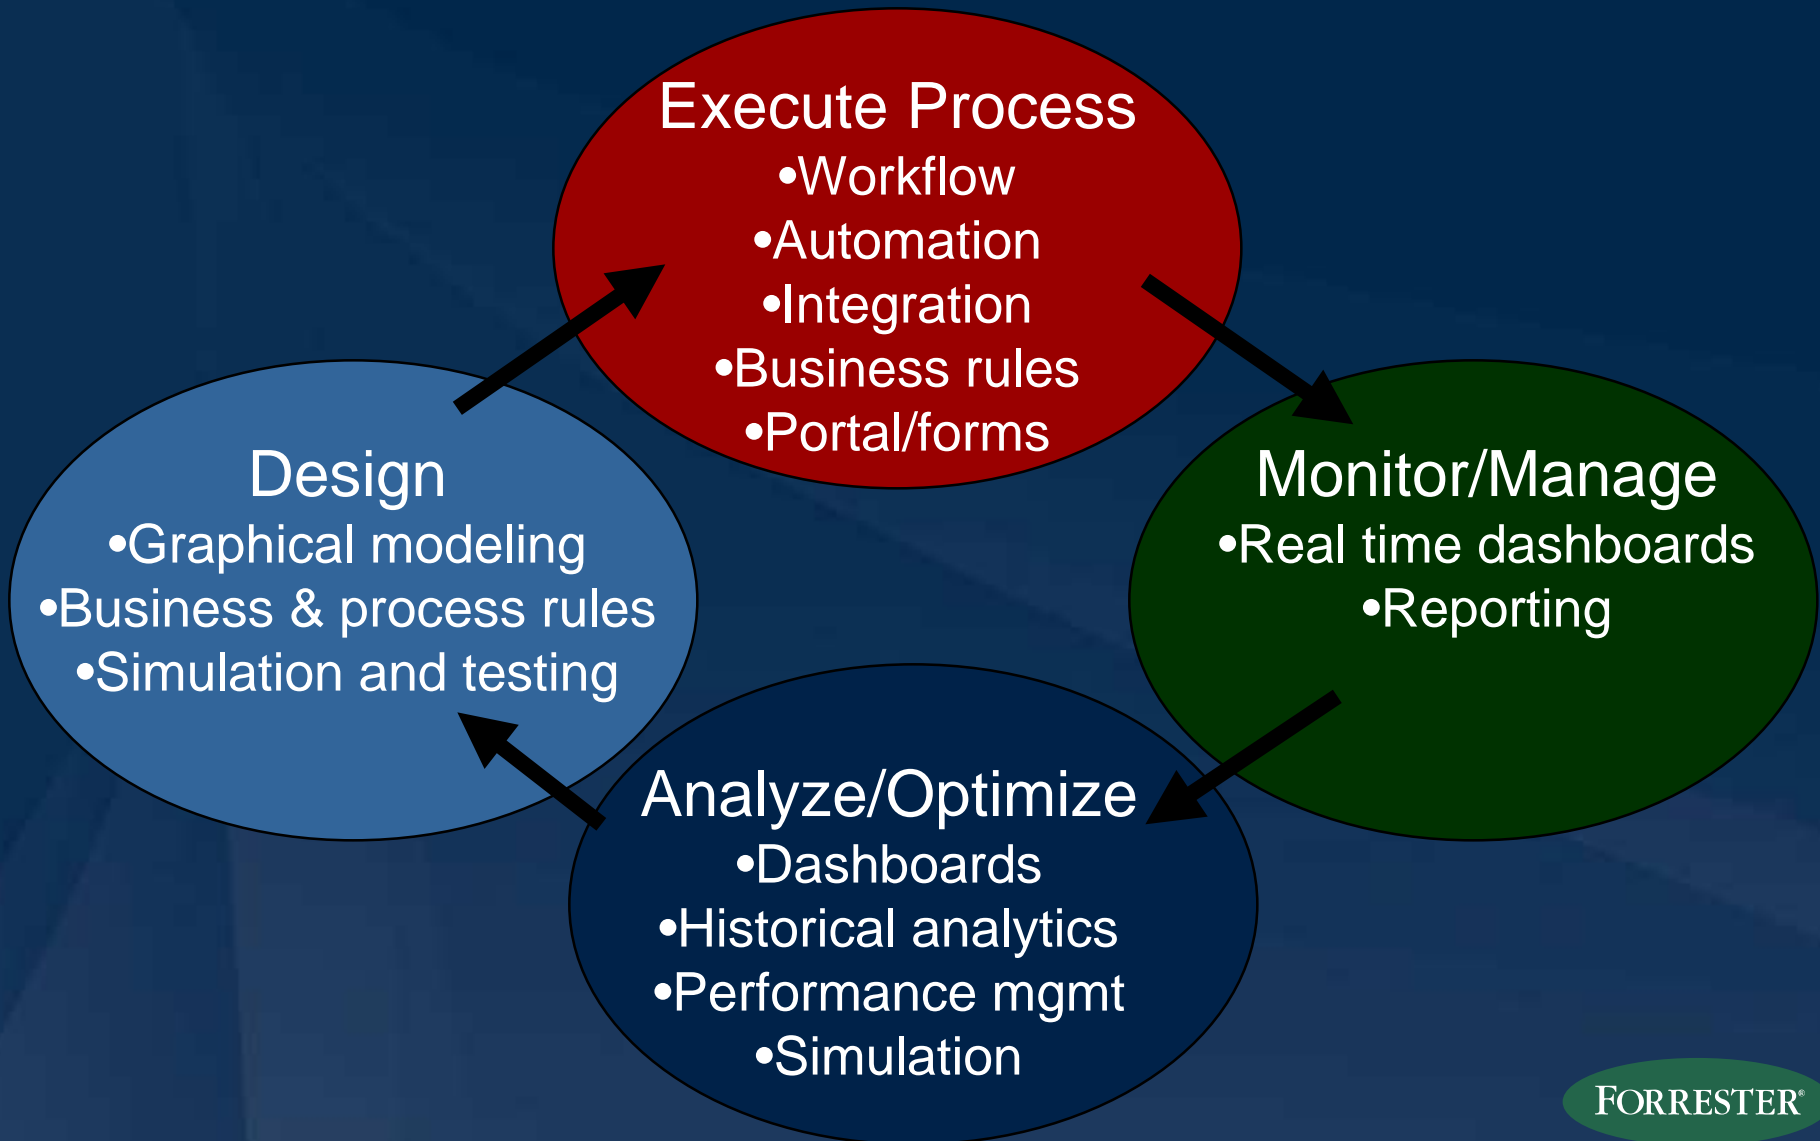 Execute Process
•Workflow
•Automation
•Integration
•Business rules
•Portal/forms
Design
•Graphical modeling
•Business & process rules
•Simulation and testing
Monitor/Manage
•Real time dashboards
•Reporting
Analyze/Optimize
•Dashboards
•Historical analytics
•Performance mgmt
•Simulation
FORRESTER®